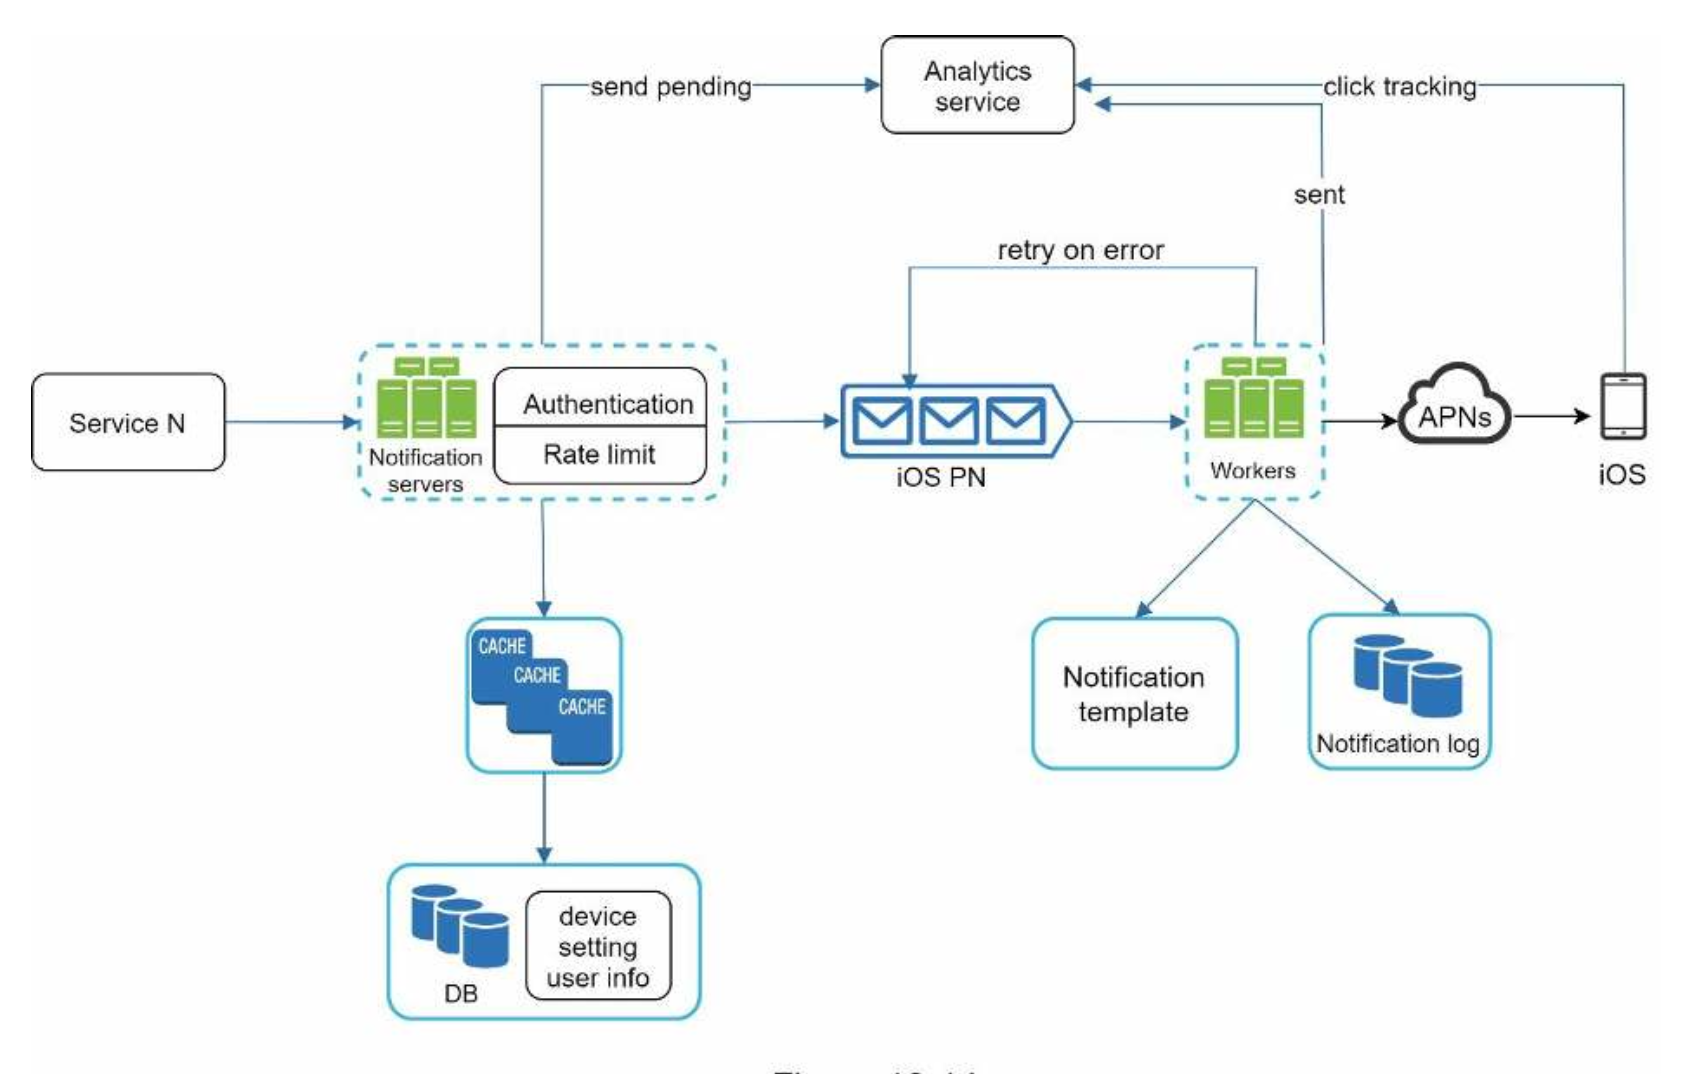 Analytics
service
send pending
click tracking
sent
retry on error
Service N
Notification
servers
Authentication
Rate limit
iOS PN
Workers
APNs
iOS
CACHE
CACHE
CACHE
Notification
template
Notification log
DB
device
setting
user info